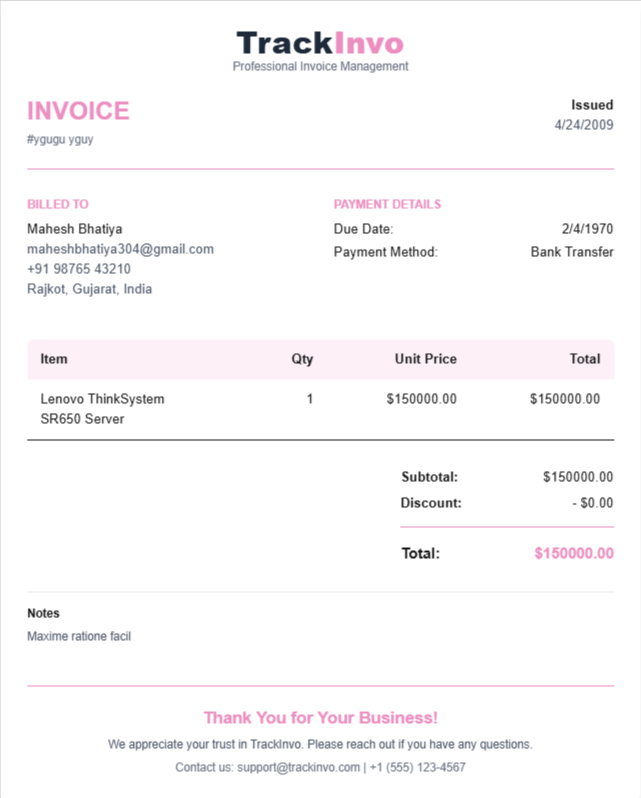 TrackInvo
Professional Invoice Management
INVOICE
#ygugu yguy
Issued
4/24/2009
BILLED TO
Mahesh Bhatiya
maheshbhatiya304@gmail.com
+91 98765 43210
Rajkot, Gujarat, India
PAYMENT DETAILS
Due Date: 2/4/1970
Payment Method: Bank Transfer
Item Qty Unit Price Total
Lenovo ThinkSystem 1 $150000.00 $150000.00
SR650 Server
Subtotal: $150000.00
Discount: - $0.00
Total: $150000.00
Notes
Maxime ratione facil
Thank You for Your Business!
We appreciate your trust in TrackInvo. Please reach out if you have any questions.
Contact us: support@trackinvo.com | +1 (555) 123-4567